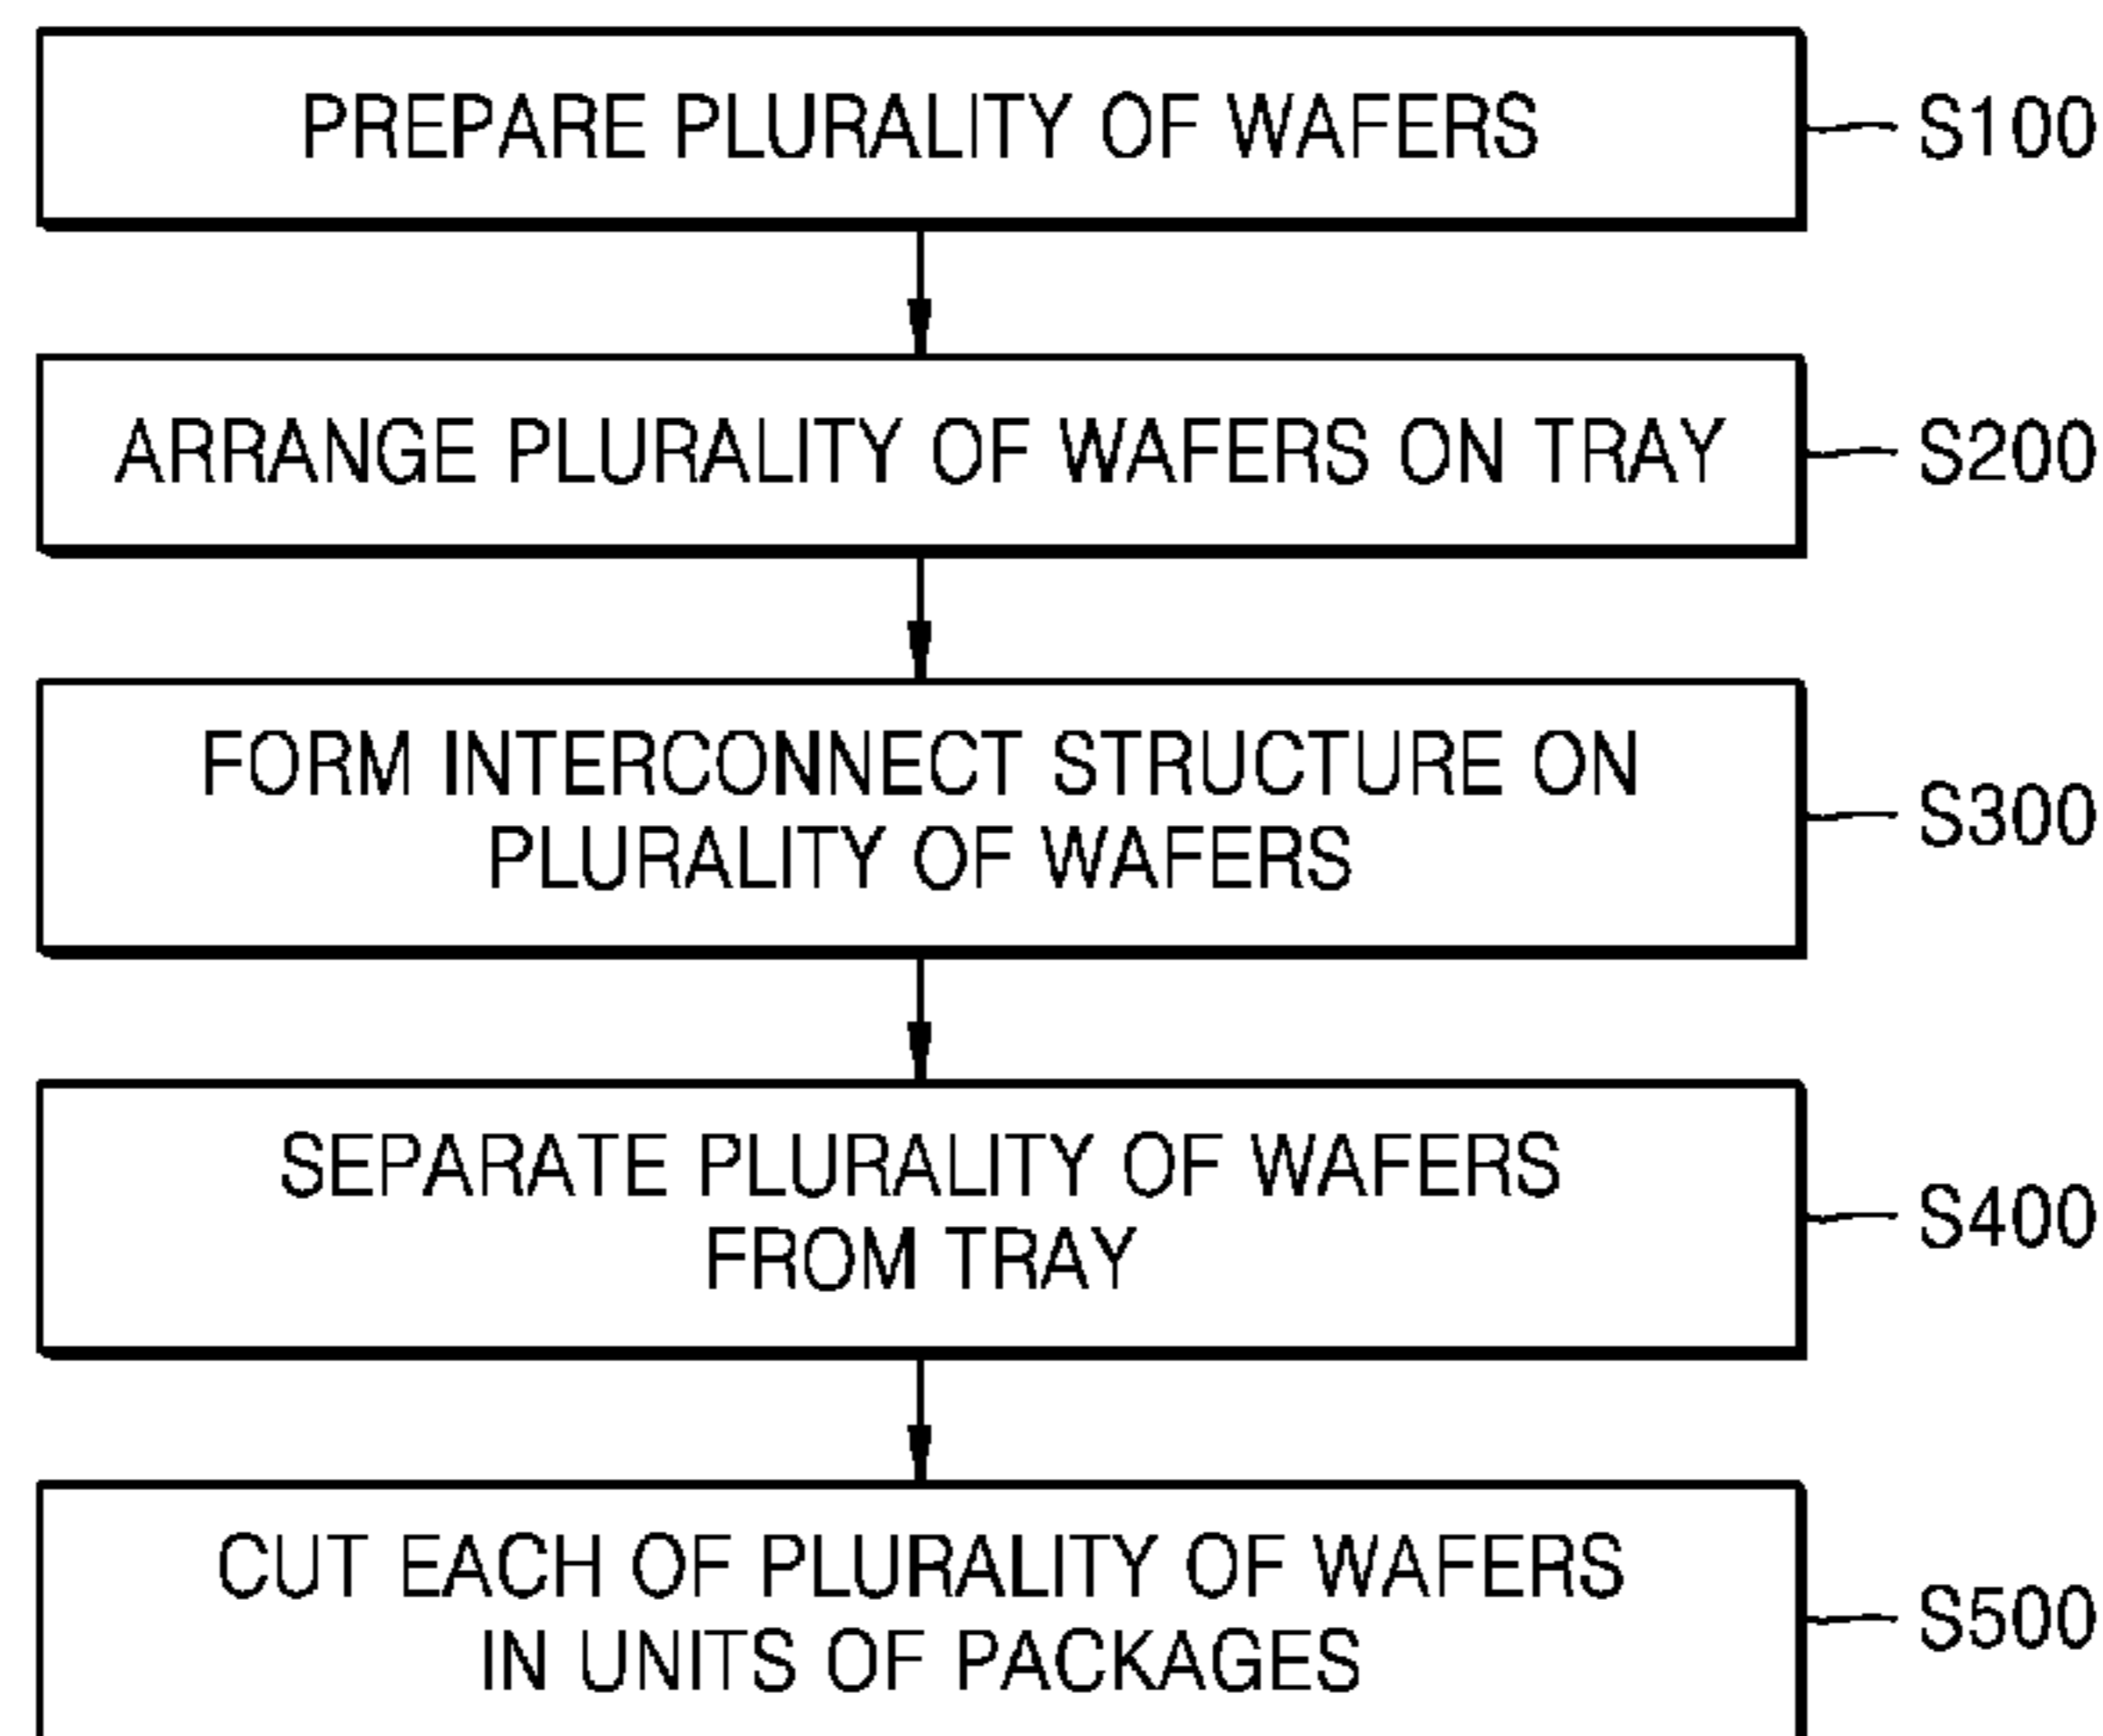 PREPARE PLURALITY OF WAFERS
S100
ARRANGE PLURALITY OF WAFERS ON TRAY
S200
FORM INTERCONNECT STRUCTURE ON
PLURALITY OF WAFERS
S300
SEPARATE PLURALITY OF WAFERS
FROM TRAY
S400
CUT EACH OF PLURALITY OF WAFERS
IN UNITS OF PACKAGES
S500